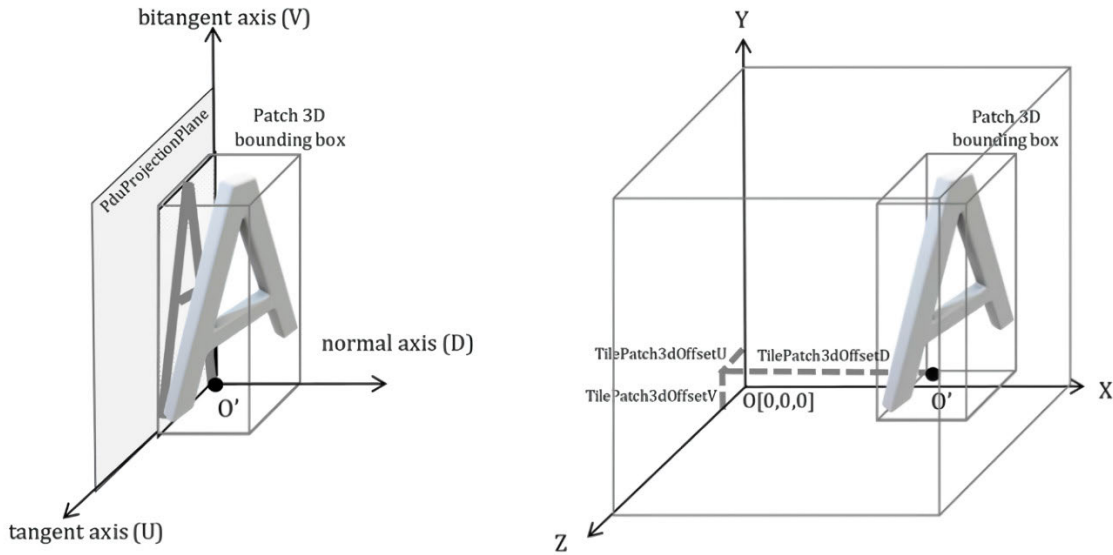 bitangent axis (V)
PduProjectionPlane
Patch 3D
bounding box
normal axis (D)
O'
tangent axis (U)
Y
Patch 3D
bounding box
TilePatch3dOffsetU
TilePatch3dOffsetD
TilePatch3dOffsetV
O[0,0,0]
O'
X
Z